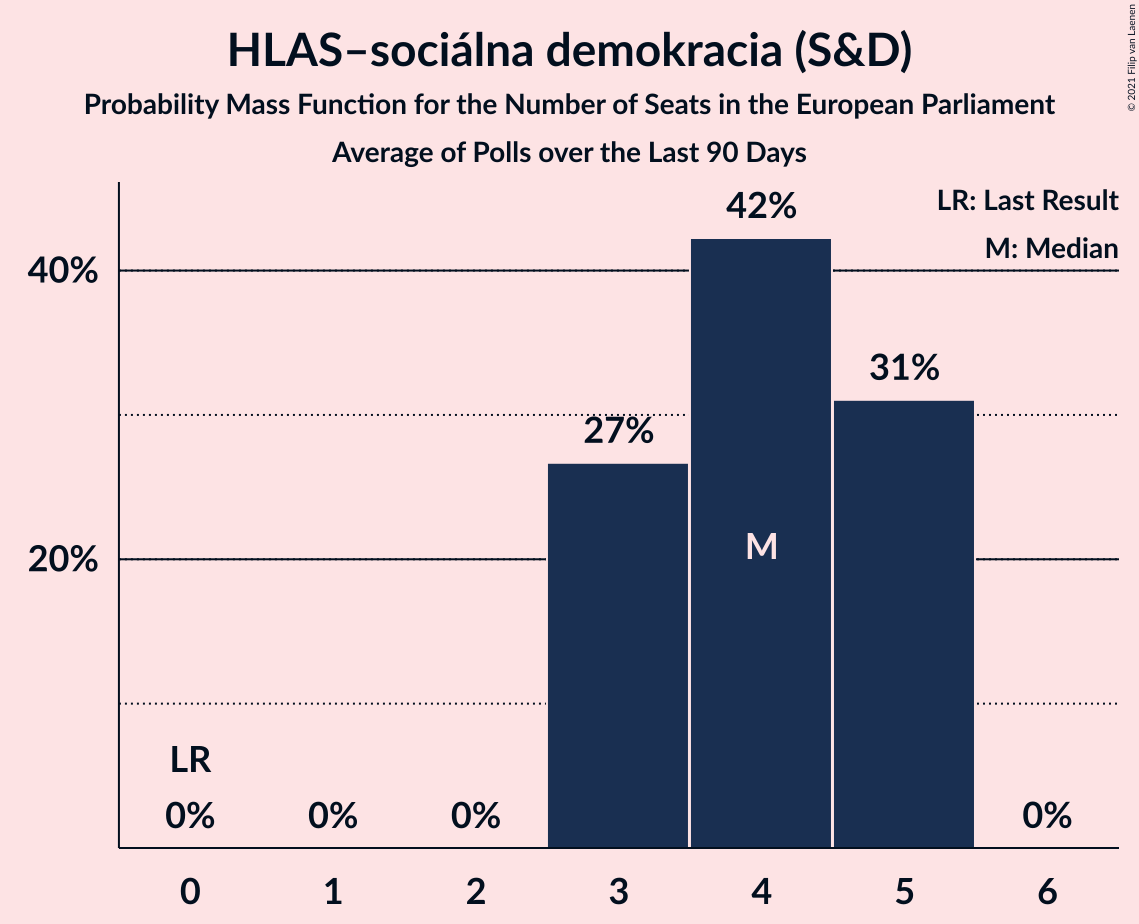 HLAS–sociálna demokracia (S&D)
Probability Mass Function for the Number of Seats in the European Parliament
Average of Polls over the Last 90 Days
© 2021 Filip van Laenen
LR: Last Result
M: Median
42%
40%
31%
27%
M
20%
LR
0% 0% 0% 0%
0 1 2 3 4 5 6